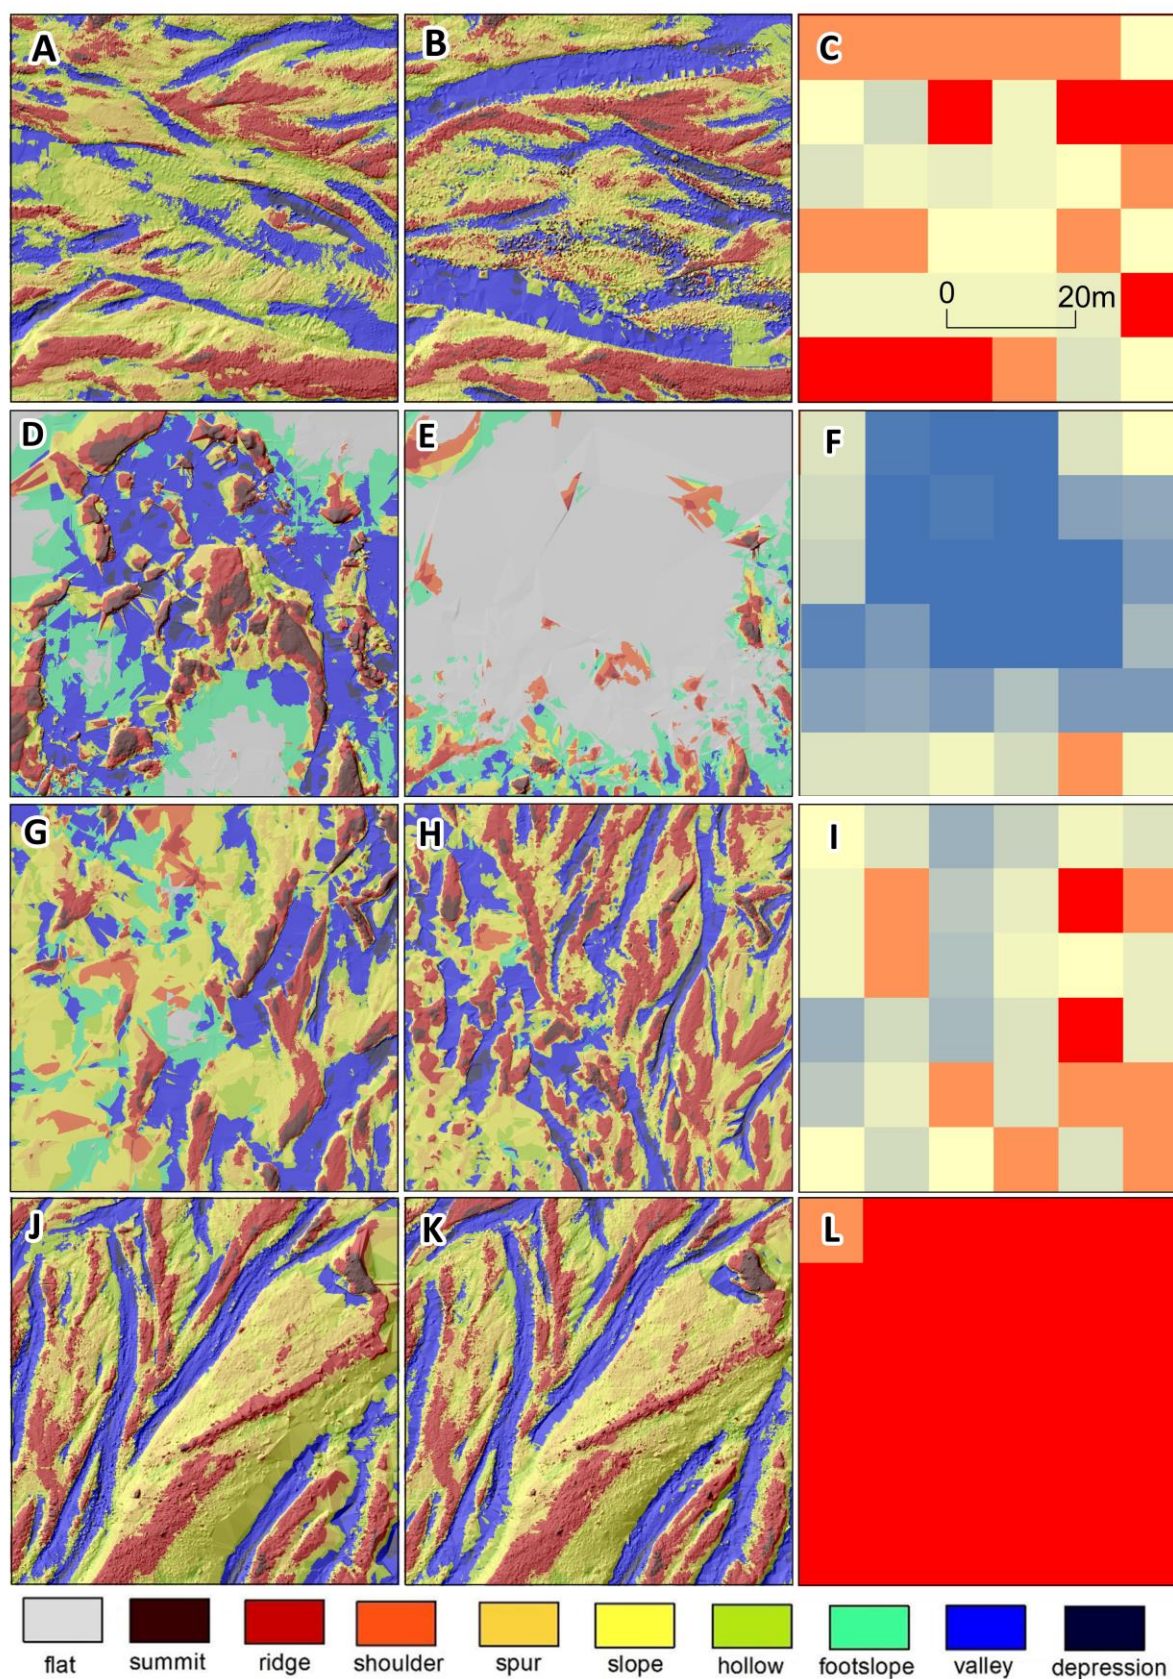 A B C
0 20m
D E F
G H I
J K L
flat summit ridge shoulder spur slope hollow footslope valley depression